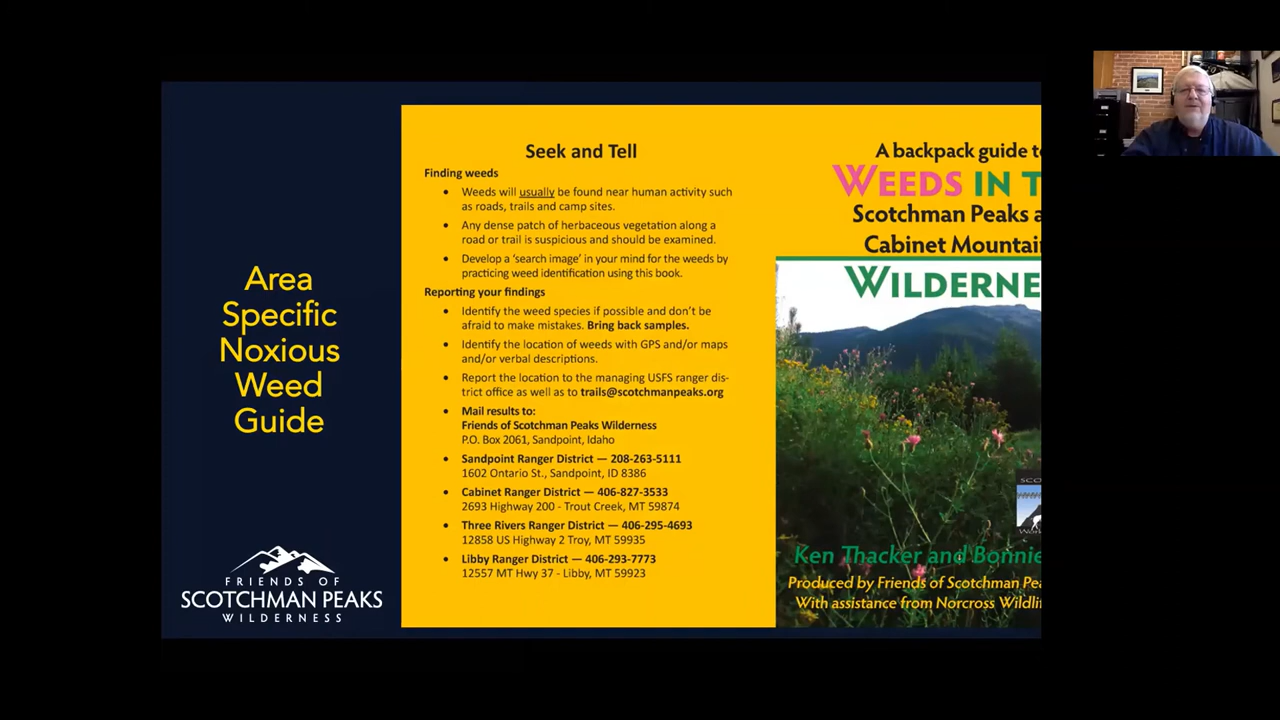 Area
Specific
Noxious
Weed
Guide
FRIENDS OF
SCOTCHMAN PEAKS
WILDERNESS
Seek and Tell
Finding weeds
• Weeds will usually be found near human activity such
as roads, trails and camp sites.
• Any dense patch of herbaceous vegetation along a
road or trail is suspicious and should be examined.
• Develop a ‘search image’ in your mind for the weeds by
practicing weed identification using this book.
Reporting your findings
• Identify the weed species if possible and don’t be
afraid to make mistakes. Bring back samples.
• Identify the location of weeds with GPS and/or maps
and/or verbal descriptions.
• Report the location to the managing USFS ranger dis-
trict office as well as to trails@scotchmanpeaks.org
• Mail results to:
Friends of Scotchman Peaks Wilderness
P.O. Box 2061, Sandpoint, Idaho
• Sandpoint Ranger District — 208-263-5111
1602 Ontario St., Sandpoint, ID 8386
• Cabinet Ranger District — 406-827-3533
2693 Highway 200 - Trout Creek, MT 59874
• Three Rivers Ranger District — 406-295-4693
12858 US Highway 2 Troy, MT 59935
• Libby Ranger District — 406-293-7773
12557 MT Hwy 37 - Libby, MT 59923
A backpack guide to
WEEDS IN T
Scotchman Peaks a
Cabinet Mountai
WILDERNE
Ken Thacker and Bonnie
Produced by Friends of Scotchman Pea
With assistance from Norcross Wildli